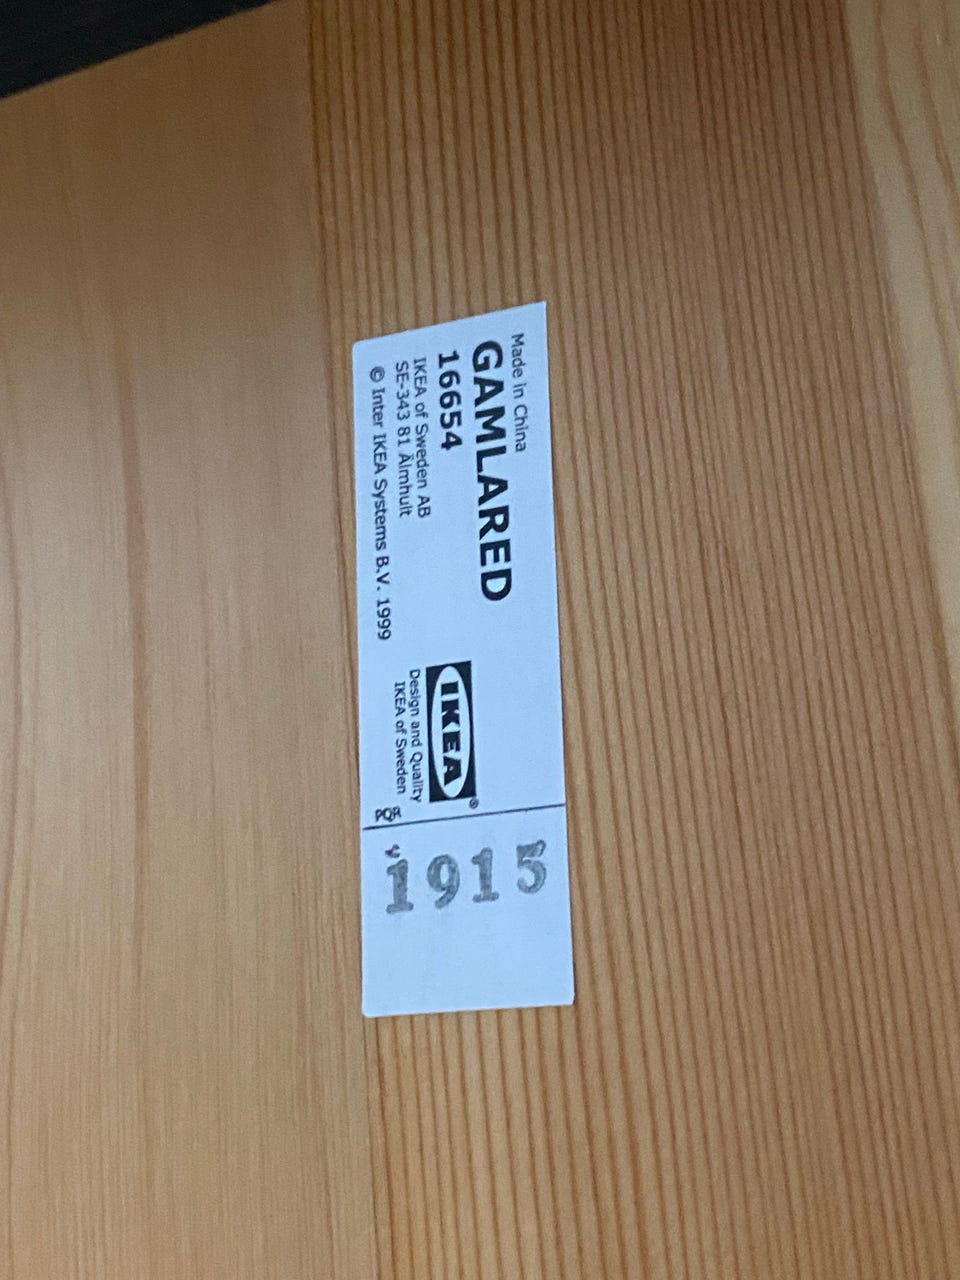 Made in China
GAMLARED
16654
IKEA of Sweden AB
SE-343 81 Älmhult
© Inter IKEA Systems B.V. 1999
IKEA®
Design and Quality
IKEA of Sweden
1915